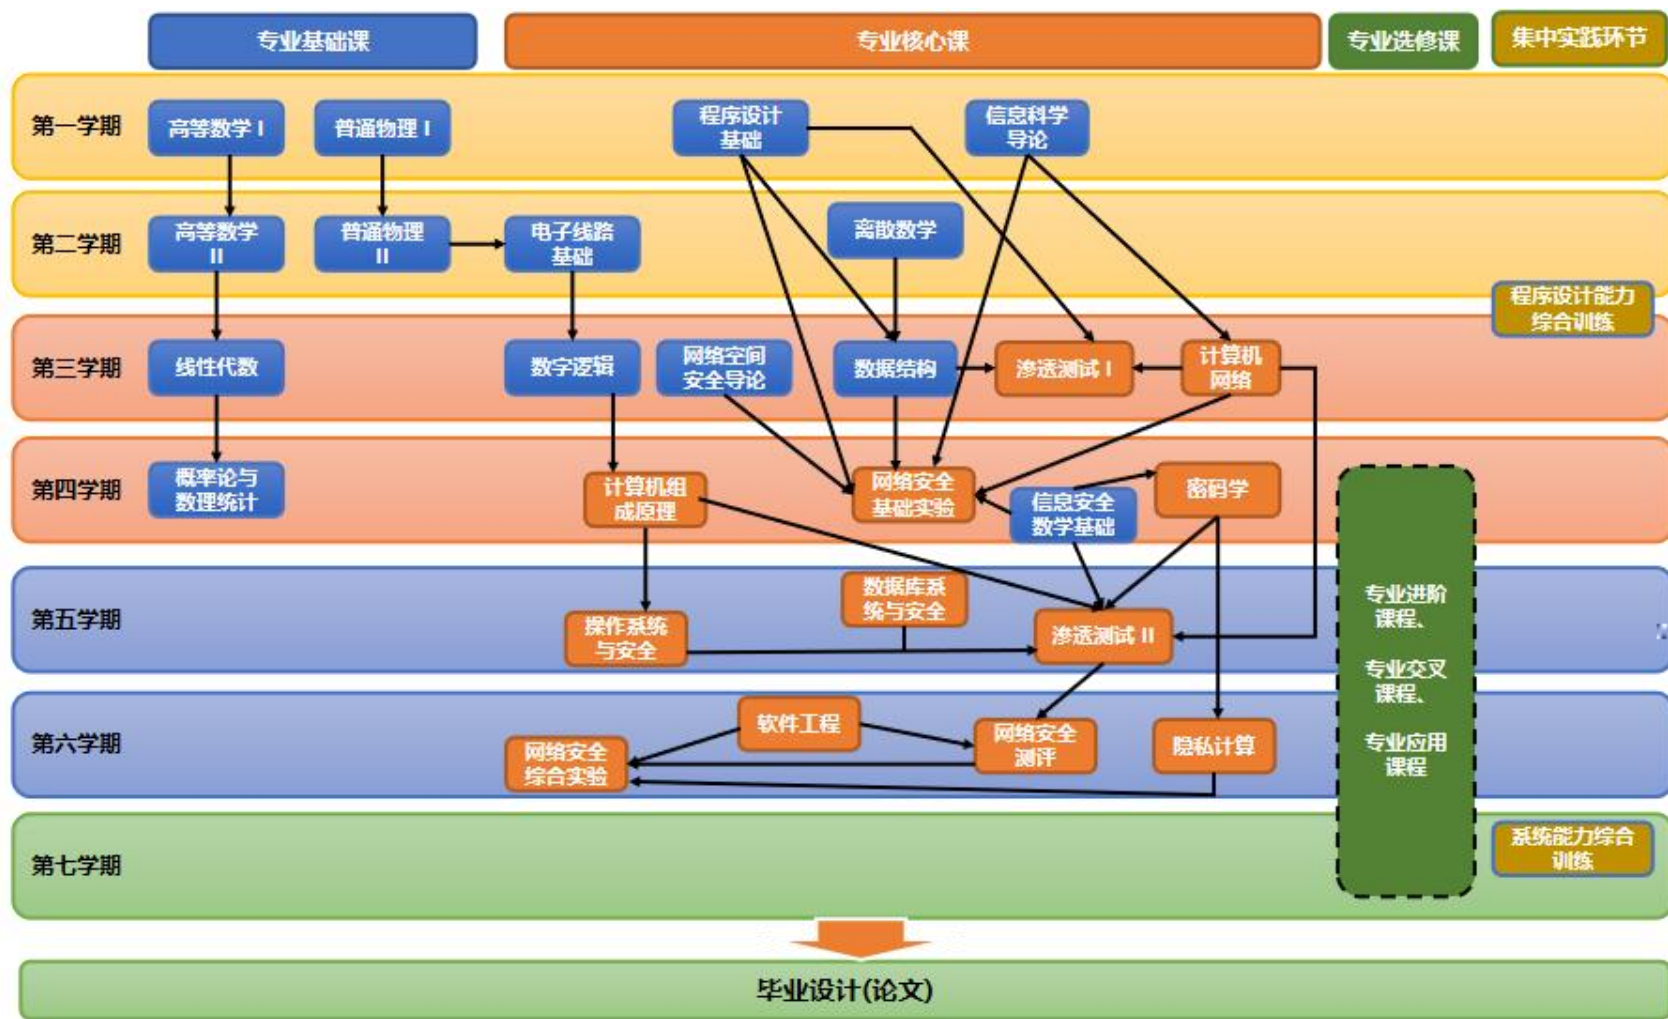 专业基础课
专业核心课
专业选修课
集中实践环节
第一学期
高等数学 I
普通物理 I
程序设计
基础
信息科学
导论
第二学期
高等数学
II
普通物理
II
电子线路
基础
离散数学
程序设计能力
综合训练
第三学期
线性代数
数字逻辑
网络空间
安全导论
数据结构
渗透测试 I
计算机
网络
第四学期
概率论与
数理统计
计算机组
成原理
网络安全
基础实验
信息安全
数学基础
密码学
第五学期
操作系统
与安全
数据库系
统与安全
渗透测试 II
专业进阶
课程、
专业交叉
课程、
专业应用
课程
第六学期
网络安全
综合实验
软件工程
网络安全
测评
隐私计算
第七学期
系统能力综合
训练
毕业设计(论文)